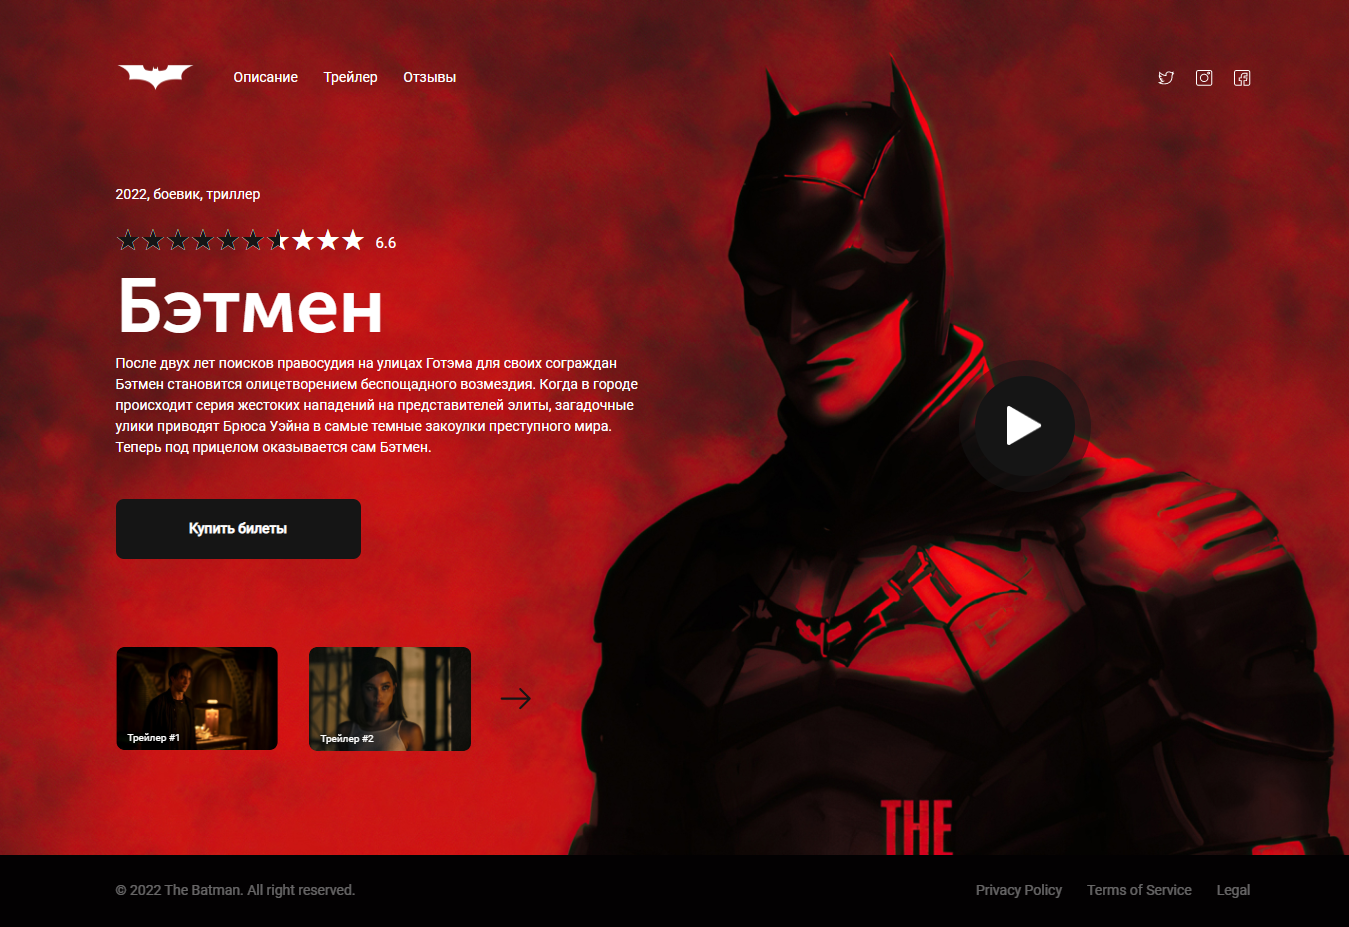 Описание Трейлер Отзывы
2022, боевик, триллер
6.6
Бэтмен
После двух лет поисков правосудия на улицах Готэма для своих сограждан
Бэтмен становится олицетворением беспощадного возмездия. Когда в городе
происходит серия жестоких нападений на представителей элиты, загадочные
улики приводят Брюса Уэйна в самые темные закоулки преступного мира.
Теперь под прицелом оказывается сам Бэтмен.
Купить билеты
Трейлер #1
Трейлер #2
THE
© 2022 The Batman. All right reserved.
Privacy Policy Terms of Service Legal